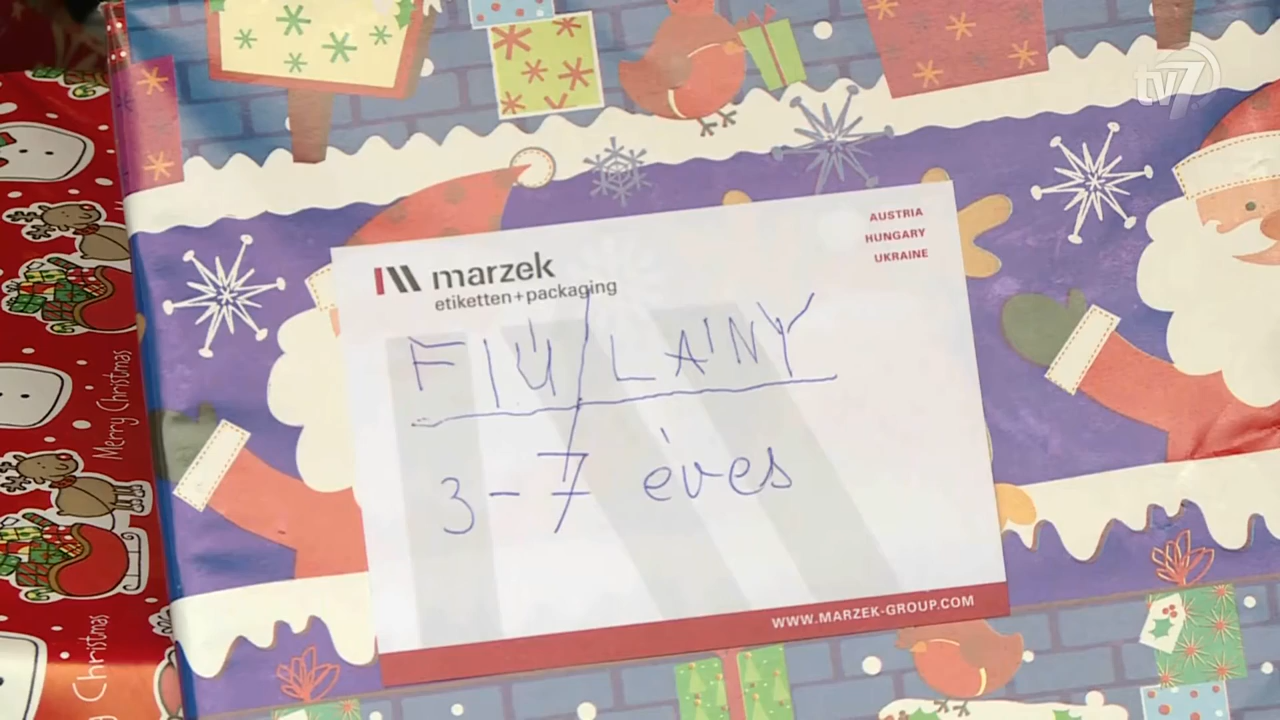 tv7
AUSTRIA
HUNGARY
UKRAINE
marzek
etiketten+packaging
FIÚ/LÁNY
3-7 éves
WWW.MARZEK-GROUP.COM
Merry Christmas
Merry Christmas